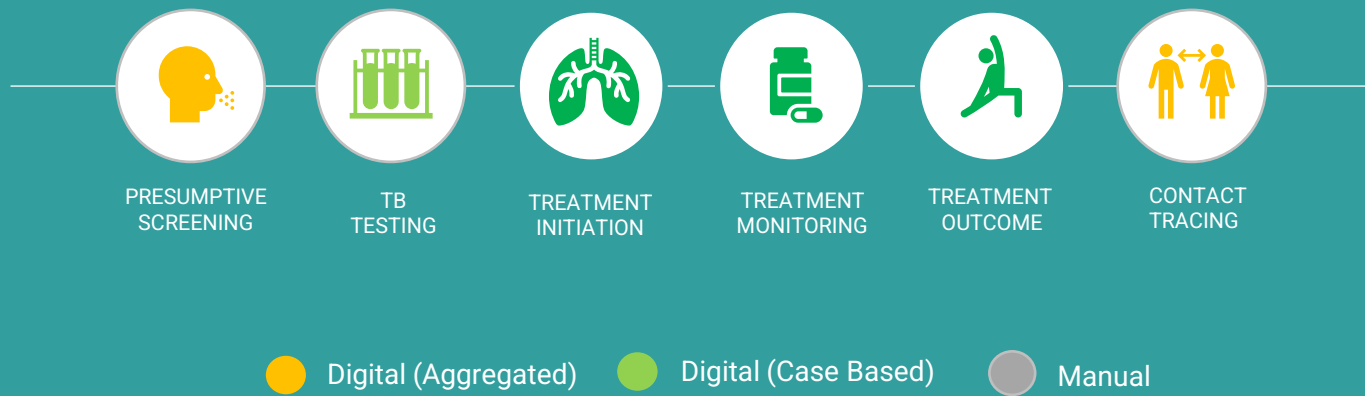 PRESUMPTIVE
SCREENING
TB
TESTING
TREATMENT
INITIATION
TREATMENT
MONITORING
TREATMENT
OUTCOME
CONTACT
TRACING
Digital (Aggregated)
Digital (Case Based)
Manual